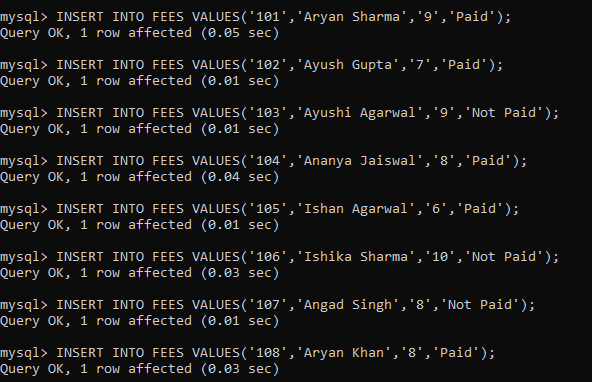 mysql> INSERT INTO FEES VALUES('101','Aryan Sharma','9','Paid');
Query OK, 1 row affected (0.05 sec)
mysql> INSERT INTO FEES VALUES('102','Ayush Gupta','7','Paid');
Query OK, 1 row affected (0.01 sec)
mysql> INSERT INTO FEES VALUES('103','Ayushi Agarwal','9','Not Paid');
Query OK, 1 row affected (0.01 sec)
mysql> INSERT INTO FEES VALUES('104','Ananya Jaiswal','8','Paid');
Query OK, 1 row affected (0.04 sec)
mysql> INSERT INTO FEES VALUES('105','Ishan Agarwal','6','Paid');
Query OK, 1 row affected (0.01 sec)
mysql> INSERT INTO FEES VALUES('106','Ishika Sharma','10','Not Paid');
Query OK, 1 row affected (0.03 sec)
mysql> INSERT INTO FEES VALUES('107','Angad Singh','8','Not Paid');
Query OK, 1 row affected (0.01 sec)
mysql> INSERT INTO FEES VALUES('108','Aryan Khan','8','Paid');
Query OK, 1 row affected (0.03 sec)